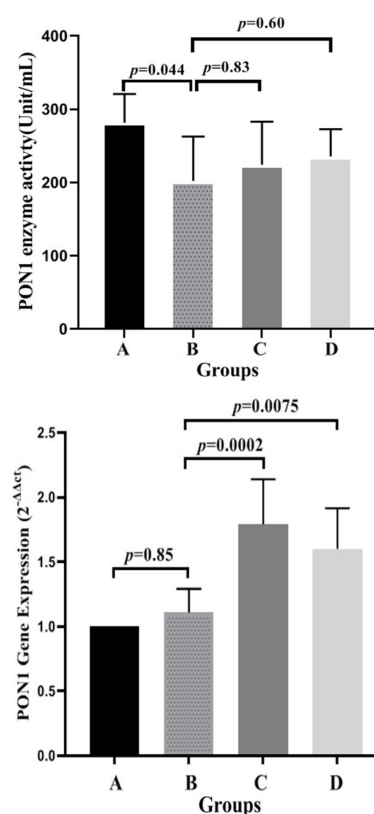 PON1 enzyme activty(Unit/mL)
400
300
200
100
0
p=0.60
p=0.044
p=0.83
A B C D
Groups
PON1 Gene Expression (2^-ΔΔct)
2.5
2.0
1.5
1.0
0.5
0.0
p=0.0075
p=0.0002
p=0.85
A B C D
Groups